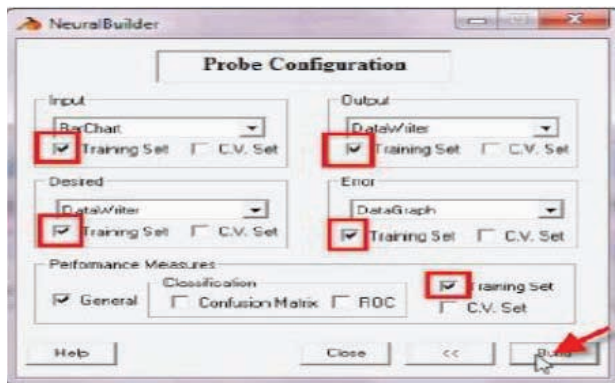 NeuralBuilder
Probe Configuration
Input
BarChart
Training Set C.V. Set
Output
DataWriter
Training Set C.V. Set
Desired
DataWriter
Training Set C.V. Set
Error
DataGraph
Training Set C.V. Set
Performance Measures
General
Classification
Confusion Matrix ROC
Training Set
C.V. Set
Help Close << Build